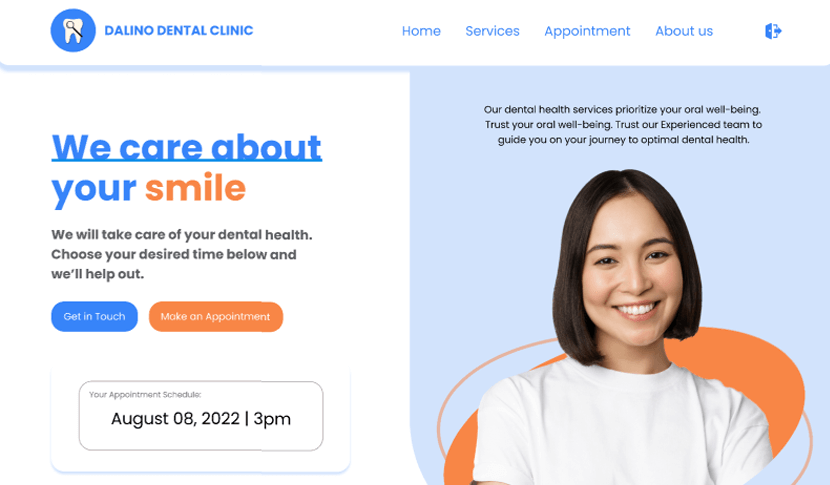 DALINO DENTAL CLINIC
Home
Services
Appointment
About us
We care about
your smile
We will take care of your dental health.
Choose your desired time below and
we'll help out.
Get in Touch
Make an Appointment
Your Appointment Schedule:
August 08, 2022 | 3pm
Our dental health services prioritize your oral well-being.
Trust your oral well-being. Trust our Experienced team to
guide you on your journey to optimal dental health.